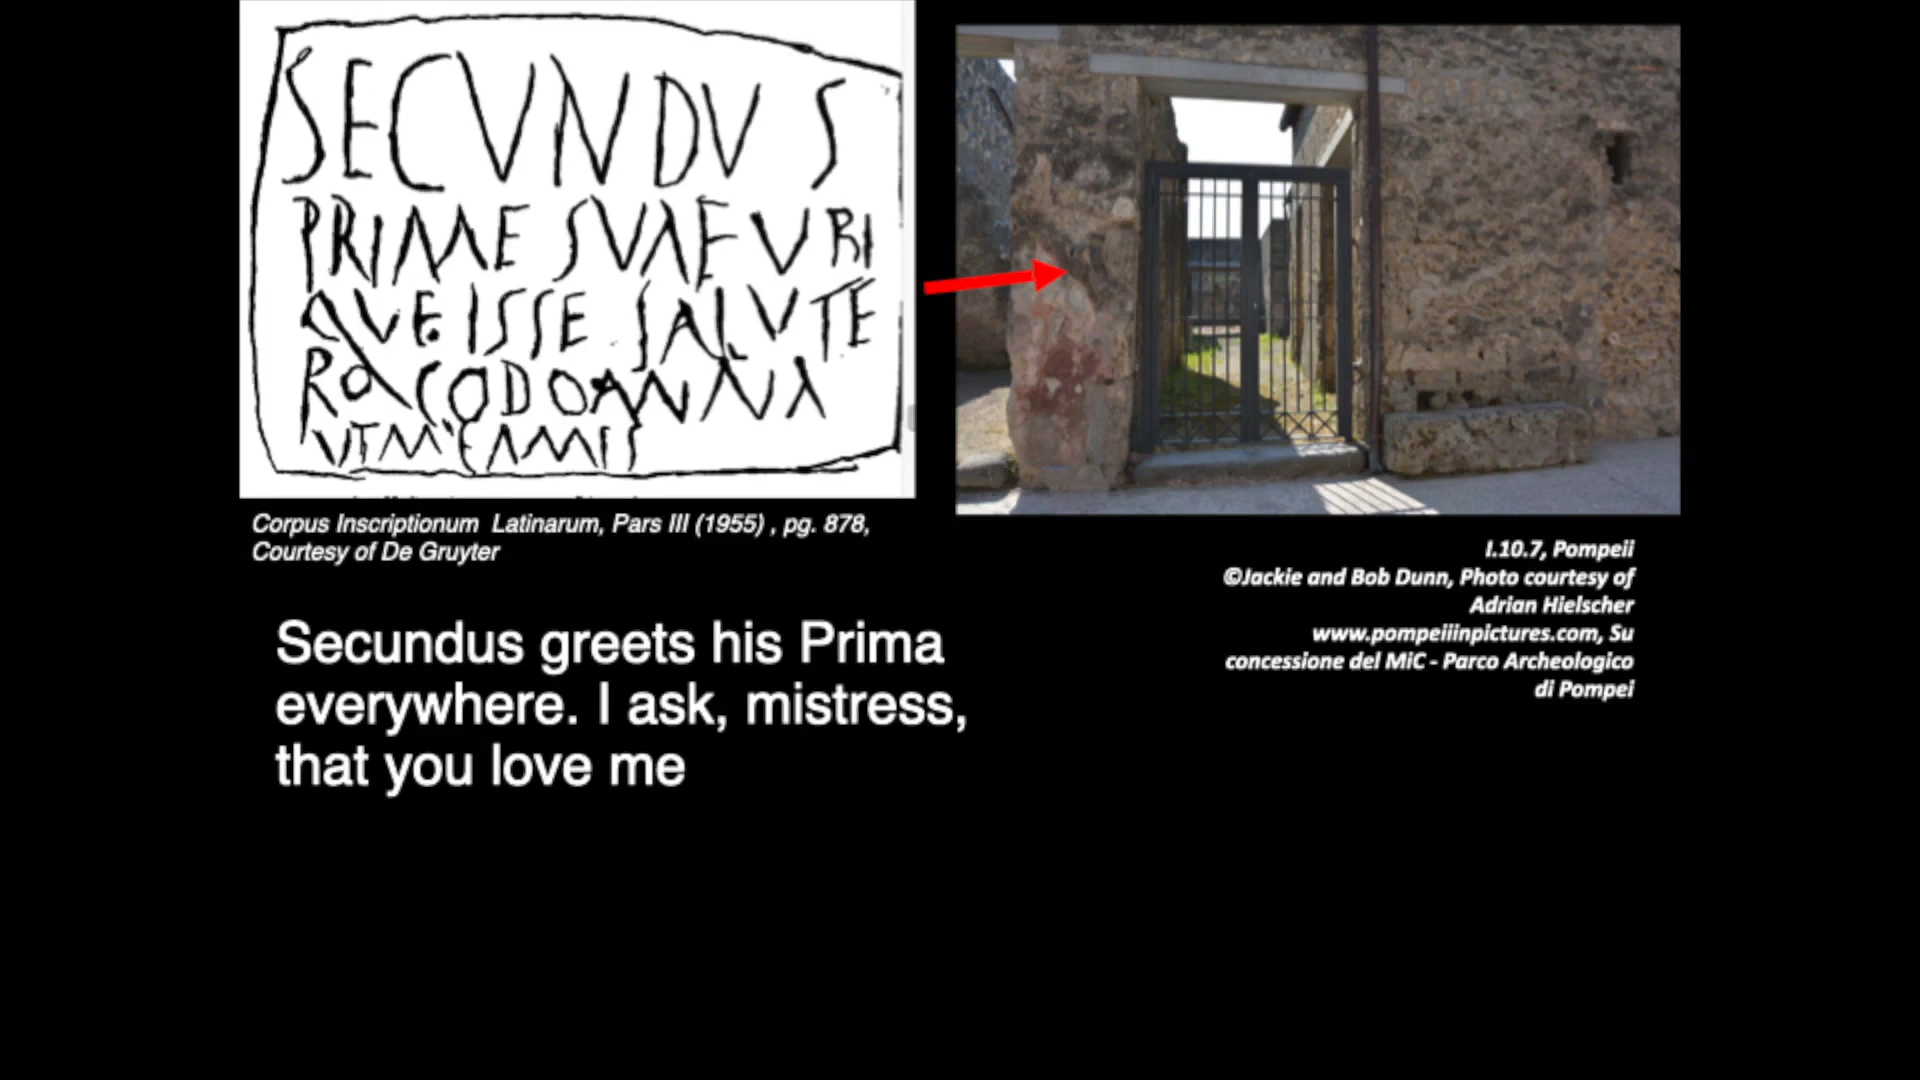 SECVNDVS
PRIME SVAE VBI
QVE ISSE SALVTE
ROGO DOMNA
VT ME AMES
Corpus Inscriptionum Latinarum, Pars III (1955) , pg. 878,
Courtesy of De Gruyter
Secundus greets his Prima
everywhere. I ask, mistress,
that you love me
I.10.7, Pompeii
©Jackie and Bob Dunn, Photo courtesy of
Adrian Hielscher
www.pompeiiinpictures.com, Su
concessione del MiC - Parco Archeologico
di Pompei